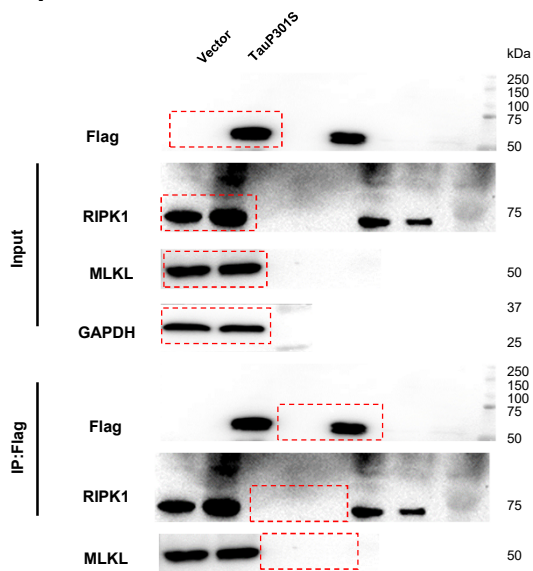 Vector TauP301S
kDa
250
150
100
75
Flag
50
RIPK1
75
Input
MLKL
50
37
GAPDH
25
250
150
100
75
Flag
50
IP:Flag
RIPK1
75
MLKL
50